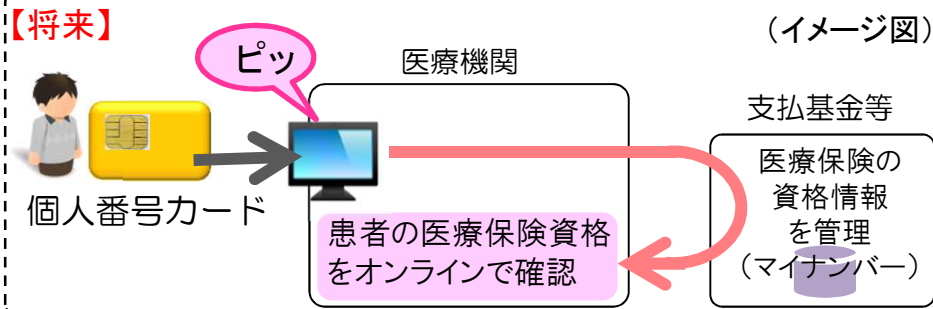 【将来】
(イメージ図)
ピッ
医療機関
支払基金等
個人番号カード
患者の医療保険資格
をオンラインで確認
医療保険の
資格情報
を管理
(マイナンバー)